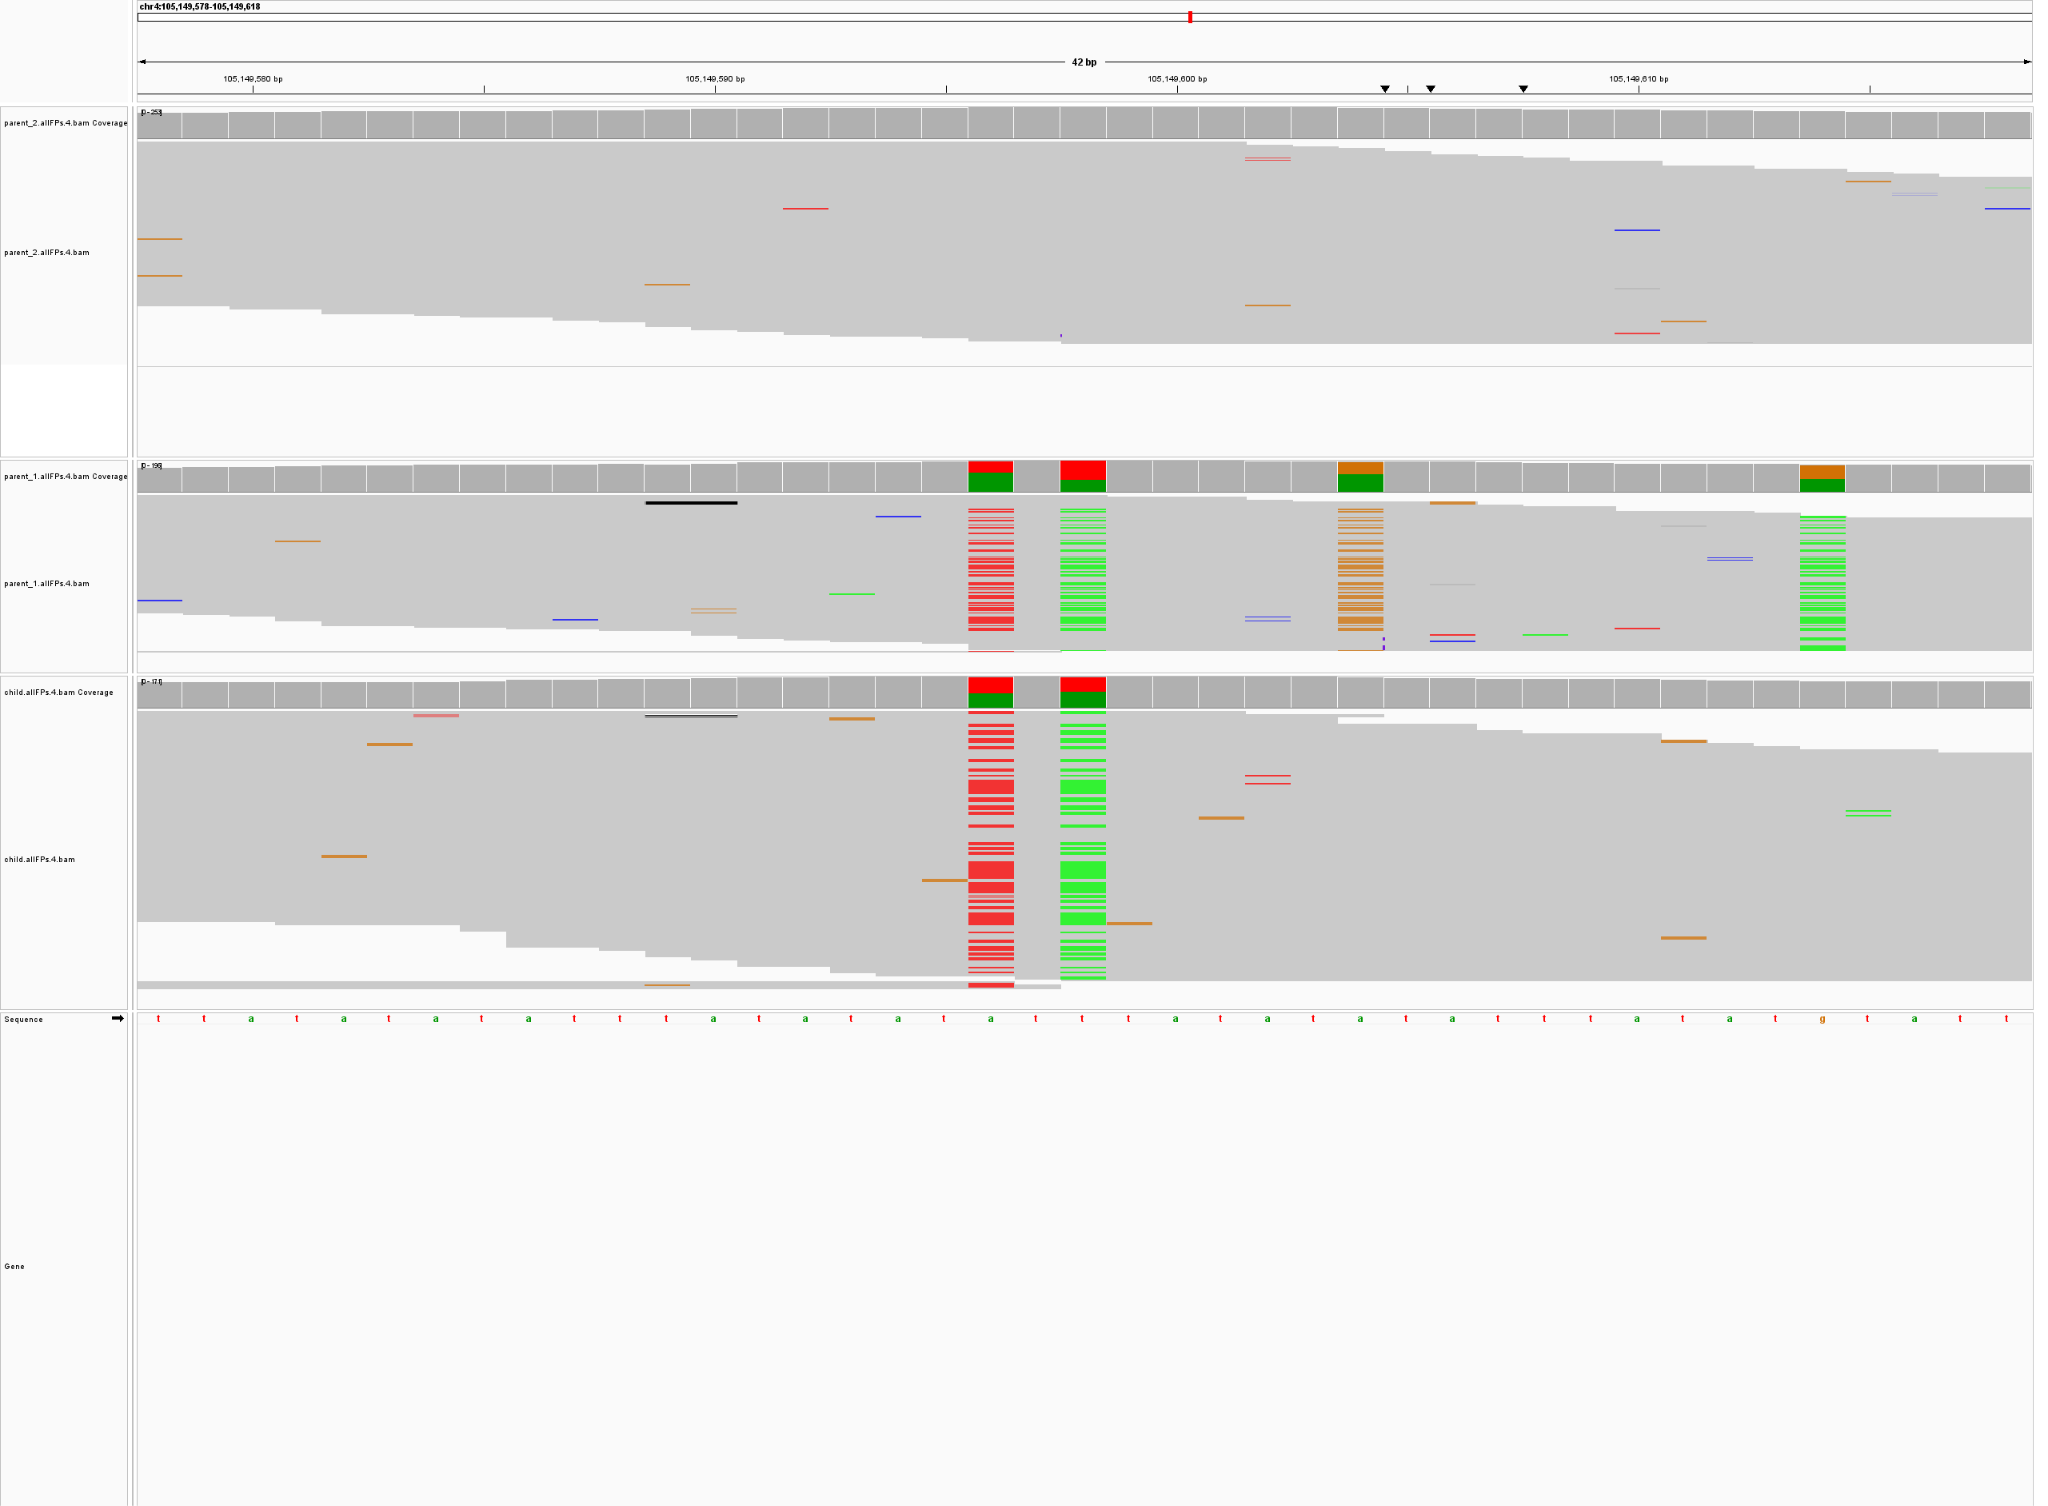 chr4:105,149,578-105,149,618
42 bp
105,149,580 bp 105,149,590 bp 105,149,600 bp 105,149,610 bp
parent_2.allFPs.4.bam Coverage
parent_2.allFPs.4.bam
parent_1.allFPs.4.bam Coverage
parent_1.allFPs.4.bam
child.allFPs.4.bam Coverage
child.allFPs.4.bam
Sequence t t a t a t a t a t t t a t a t a t a t t t a t a t a t a t t t a t a t g t a t t
Gene